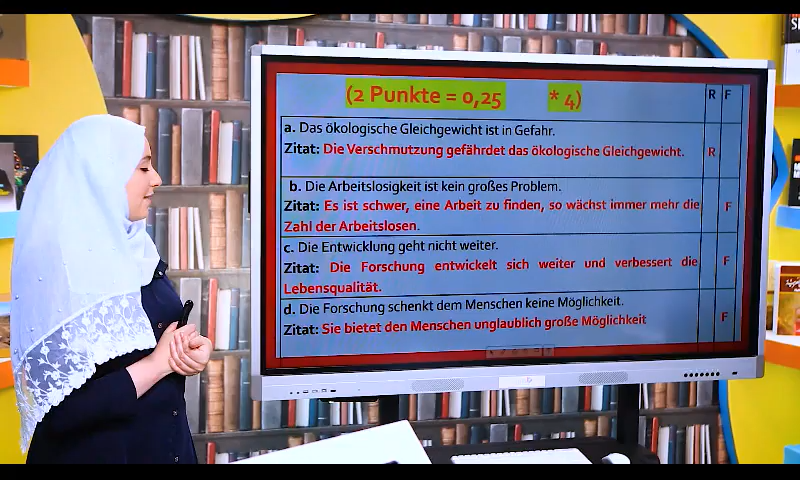 (2 Punkte = 0,25 * 4)
R F
a. Das ökologische Gleichgewicht ist in Gefahr.
Zitat: Die Verschmutzung gefährdet das ökologische Gleichgewicht. R
b. Die Arbeitslosigkeit ist kein großes Problem.
Zitat: Es ist schwer, eine Arbeit zu finden, so wächst immer mehr die F
Zahl der Arbeitslosen.
c. Die Entwicklung geht nicht weiter.
Zitat: Die Forschung entwickelt sich weiter und verbessert die F
Lebensqualität.
d. Die Forschung schenkt dem Menschen keine Möglichkeit.
Zitat: Sie bietet den Menschen unglaublich große Möglichkeit F